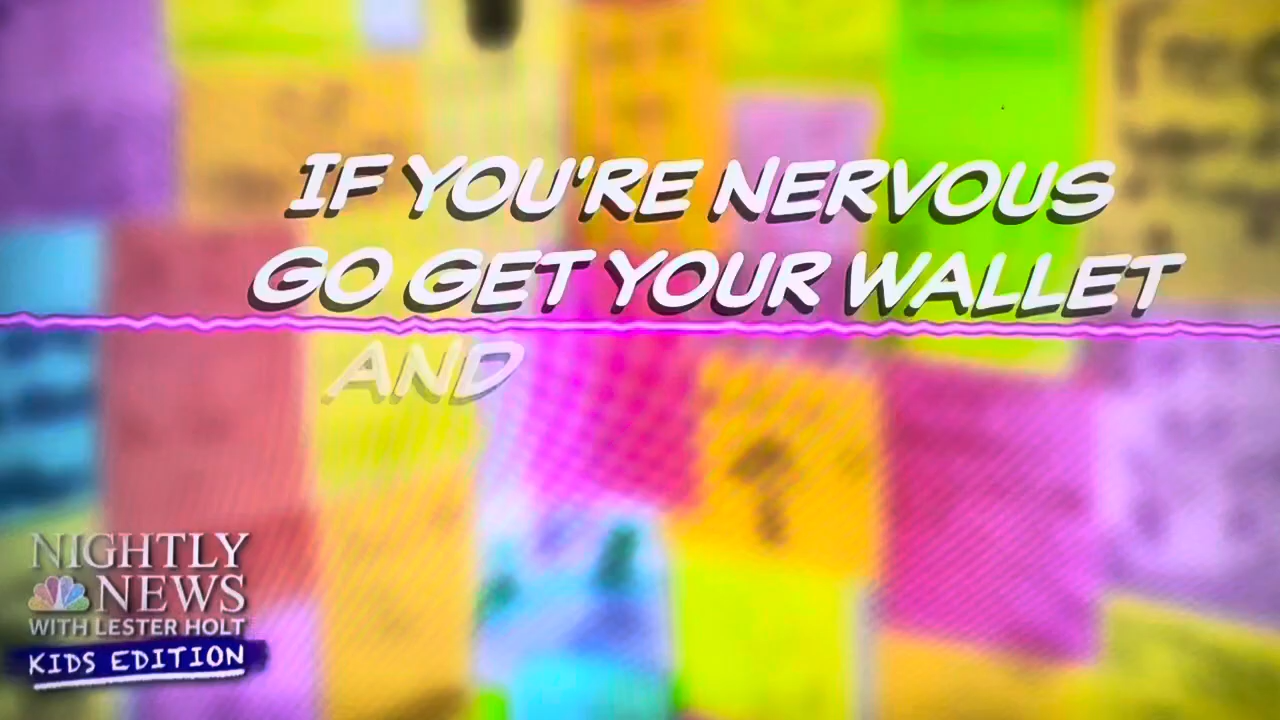 IF YOU'RE NERVOUS
GO GET YOUR WALLET
AND
NIGHTLY
NEWS
WITH LESTER HOLT
KIDS EDITION